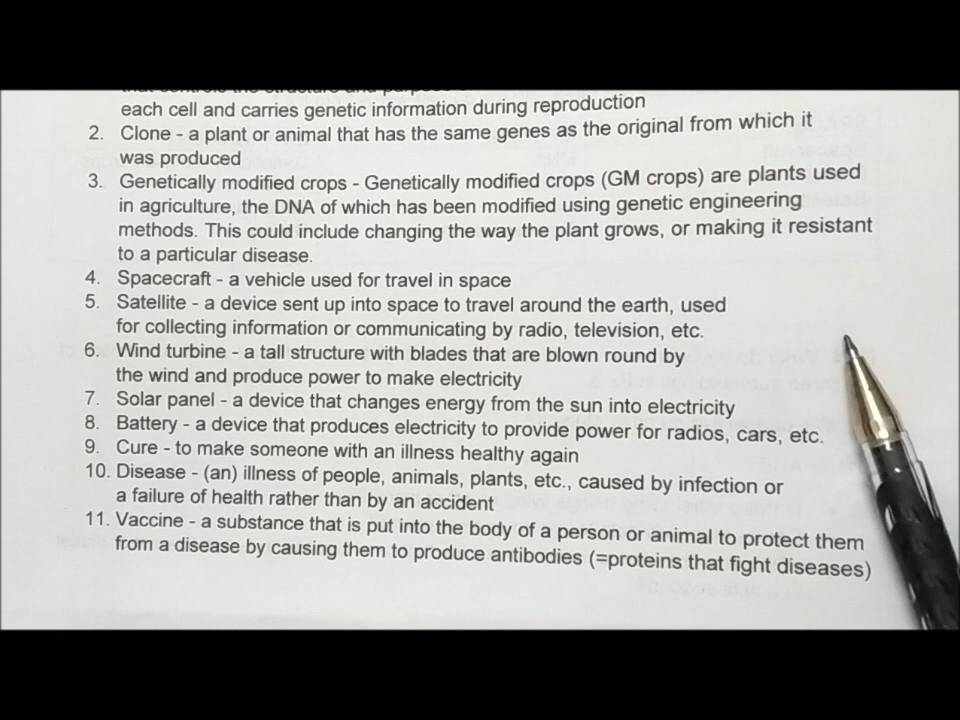 that controls the structure and purpose
each cell and carries genetic information during reproduction
2. Clone - a plant or animal that has the same genes as the original from which it
was produced
3. Genetically modified crops - Genetically modified crops (GM crops) are plants used
in agriculture, the DNA of which has been modified using genetic engineering
methods. This could include changing the way the plant grows, or making it resistant
to a particular disease.
4. Spacecraft - a vehicle used for travel in space
5. Satellite - a device sent up into space to travel around the earth, used
for collecting information or communicating by radio, television, etc.
6. Wind turbine - a tall structure with blades that are blown round by
the wind and produce power to make electricity
7. Solar panel - a device that changes energy from the sun into electricity
8. Battery - a device that produces electricity to provide power for radios, cars, etc.
9. Cure - to make someone with an illness healthy again
10. Disease - (an) illness of people, animals, plants, etc., caused by infection or
a failure of health rather than by an accident
11. Vaccine - a substance that is put into the body of a person or animal to protect them
from a disease by causing them to produce antibodies (=proteins that fight diseases)